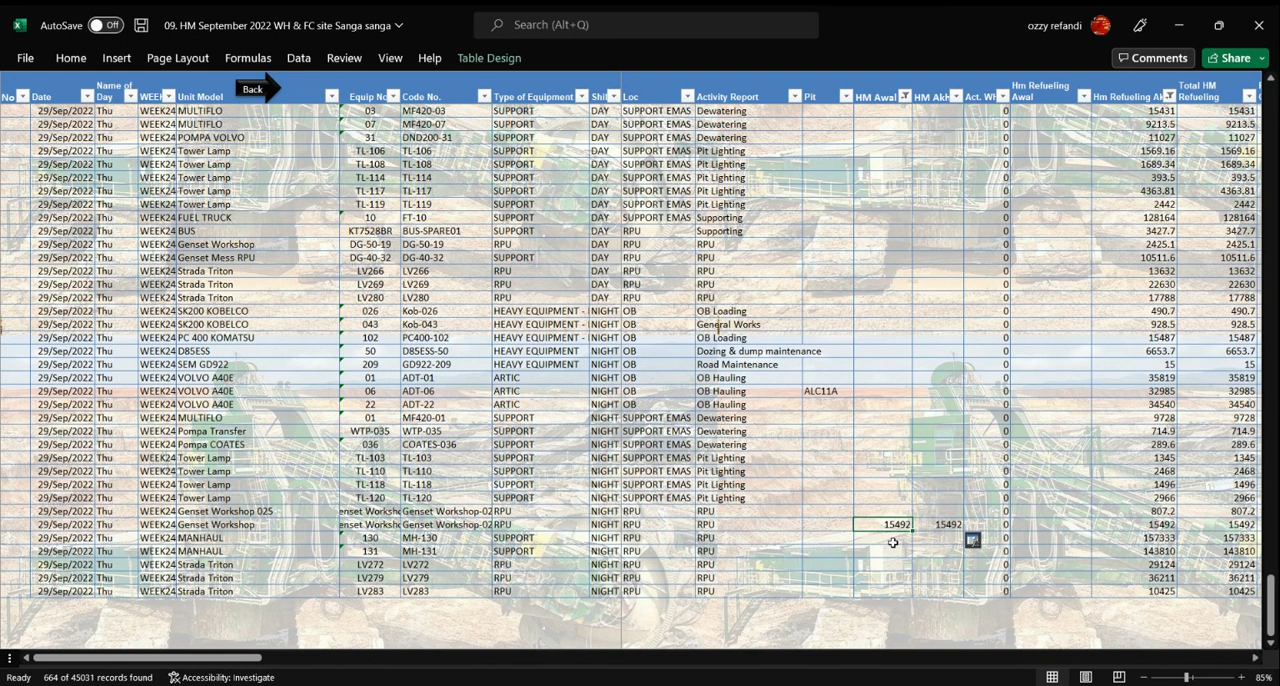 AutoSave Off 09. HM September 2022 WH & FC site Sanga sanga Search (Alt+Q) ozzy refandi
File Home Insert Page Layout Formulas Data Review View Help Table Design Comments Share
No Date Name of Day WEEK Unit Model Back Equip No Code No. Type of Equipment Shif Loc Activity Report Pit HM Awal HM Akh Act. Wh Hm Refueling Awal Hm Refueling Ak Total HM Refueling
29/Sep/2022 Thu WEEK24 MULTIFLO 03 MF420-03 SUPPORT DAY SUPPORT EMAS Dewatering 0 15431 15431
29/Sep/2022 Thu WEEK24 MULTIFLO 07 MF420-07 SUPPORT DAY SUPPORT EMAS Dewatering 0 9213.5 9213.5
29/Sep/2022 Thu WEEK24 POMPA VOLVO 31 DND200-31 SUPPORT DAY SUPPORT EMAS Dewatering 0 11027 11027
29/Sep/2022 Thu WEEK24 Tower Lamp TL-106 TL-106 SUPPORT DAY SUPPORT EMAS Pit Lighting 0 1569.16 1569.16
29/Sep/2022 Thu WEEK24 Tower Lamp TL-108 TL-108 SUPPORT DAY SUPPORT EMAS Pit Lighting 0 1689.34 1689.34
29/Sep/2022 Thu WEEK24 Tower Lamp TL-114 TL-114 SUPPORT DAY SUPPORT EMAS Pit Lighting 0 393.5 393.5
29/Sep/2022 Thu WEEK24 Tower Lamp TL-117 TL-117 SUPPORT DAY SUPPORT EMAS Pit Lighting 0 4363.81 4363.81
29/Sep/2022 Thu WEEK24 Tower Lamp TL-119 TL-119 SUPPORT DAY SUPPORT EMAS Pit Lighting 0 2442 2442
29/Sep/2022 Thu WEEK24 FUEL TRUCK 10 FT-10 SUPPORT DAY SUPPORT EMAS Supporting 0 128164 128164
29/Sep/2022 Thu WEEK24 BUS KT7528BR BUS-SPARE01 SUPPORT DAY RPU Supporting 0 3427.7 3427.7
29/Sep/2022 Thu WEEK24 Genset Workshop DG-50-19 DG-50-19 RPU DAY RPU RPU 0 2425.1 2425.1
29/Sep/2022 Thu WEEK24 Genset Mess RPU DG-40-32 DG-40-32 SUPPORT DAY RPU RPU 0 10511.6 10511.6
29/Sep/2022 Thu WEEK24 Strada Triton LV266 LV266 RPU DAY RPU RPU 0 13632 13632
29/Sep/2022 Thu WEEK24 Strada Triton LV269 LV269 RPU DAY RPU RPU 0 22630 22630
29/Sep/2022 Thu WEEK24 Strada Triton LV280 LV280 RPU DAY RPU RPU 0 17788 17788
29/Sep/2022 Thu WEEK24 SK200 KOBELCO 026 Kob-026 HEAVY EQUIPMENT - NIGHT OB OB Loading 0 311.7 311.7
29/Sep/2022 Thu WEEK24 SK200 KOBELCO 043 Kob-043 HEAVY EQUIPMENT - NIGHT OB General Works 0 928.5 928.5
29/Sep/2022 Thu WEEK24 PC 400 KOMATSU 102 PC400-102 HEAVY EQUIPMENT - NIGHT OB OB Loading 0 15487 15487
29/Sep/2022 Thu WEEK24 D85ESS 50 D85ESS-50 HEAVY EQUIPMENT NIGHT OB Dozing & dump maintenance 0 6653.7 6653.7
29/Sep/2022 Thu WEEK24 SEM GD922 209 GD922-209 HEAVY EQUIPMENT NIGHT OB Road Maintenance 0 15 15
29/Sep/2022 Thu WEEK24 VOLVO A40E 01 ADT-01 ARTIC NIGHT OB OB Hauling 0 35819 35819
29/Sep/2022 Thu WEEK24 VOLVO A40E 06 ADT-06 ARTIC NIGHT OB OB Hauling ALC11A 0 32985 32985
29/Sep/2022 Thu WEEK24 VOLVO A40E 22 ADT-22 ARTIC NIGHT OB OB Hauling 0 34540 34540
29/Sep/2022 Thu WEEK24 MULTIFLO 01 MF420-01 SUPPORT NIGHT SUPPORT EMAS Dewatering 0 9728 9728
29/Sep/2022 Thu WEEK24 Pompa Transfer WTP-035 WTP-035 SUPPORT NIGHT SUPPORT EMAS Dewatering 0 714.9 714.9
29/Sep/2022 Thu WEEK24 Pompa COATES 036 COATES-036 SUPPORT NIGHT SUPPORT EMAS Dewatering 0 289.6 289.6
29/Sep/2022 Thu WEEK24 Tower Lamp TL-103 TL-103 SUPPORT NIGHT SUPPORT EMAS Pit Lighting 0 1345 1345
29/Sep/2022 Thu WEEK24 Tower Lamp TL-110 TL-110 SUPPORT NIGHT SUPPORT EMAS Pit Lighting 0 2468 2468
29/Sep/2022 Thu WEEK24 Tower Lamp TL-118 TL-118 SUPPORT NIGHT SUPPORT EMAS Pit Lighting 0 1496 1496
29/Sep/2022 Thu WEEK24 Tower Lamp TL-120 TL-120 SUPPORT NIGHT SUPPORT EMAS Pit Lighting 0 2966 2966
29/Sep/2022 Thu WEEK24 Genset Workshop 025 enset Worksho Genset Workshop-02 RPU NIGHT RPU RPU 0 807.2 807.2
29/Sep/2022 Thu WEEK24 Genset Workshop enset Worksho Genset Workshop-02 RPU NIGHT RPU RPU 15492 15492 0 15492 15492
29/Sep/2022 Thu WEEK24 MANHAUL 130 MH-130 RPU NIGHT RPU RPU 0 157333 157333
29/Sep/2022 Thu WEEK24 MANHAUL 131 MH-131 RPU NIGHT RPU RPU 0 143810 143810
29/Sep/2022 Thu WEEK24 Strada Triton LV272 LV272 RPU NIGHT RPU RPU 0 29124 29124
29/Sep/2022 Thu WEEK24 Strada Triton LV279 LV279 RPU NIGHT RPU RPU 0 36211 36211
29/Sep/2022 Thu WEEK24 Strada Triton LV283 LV283 RPU NIGHT RPU RPU 0 10425 10425
Ready 664 of 45031 records found Accessibility: Investigate 85%